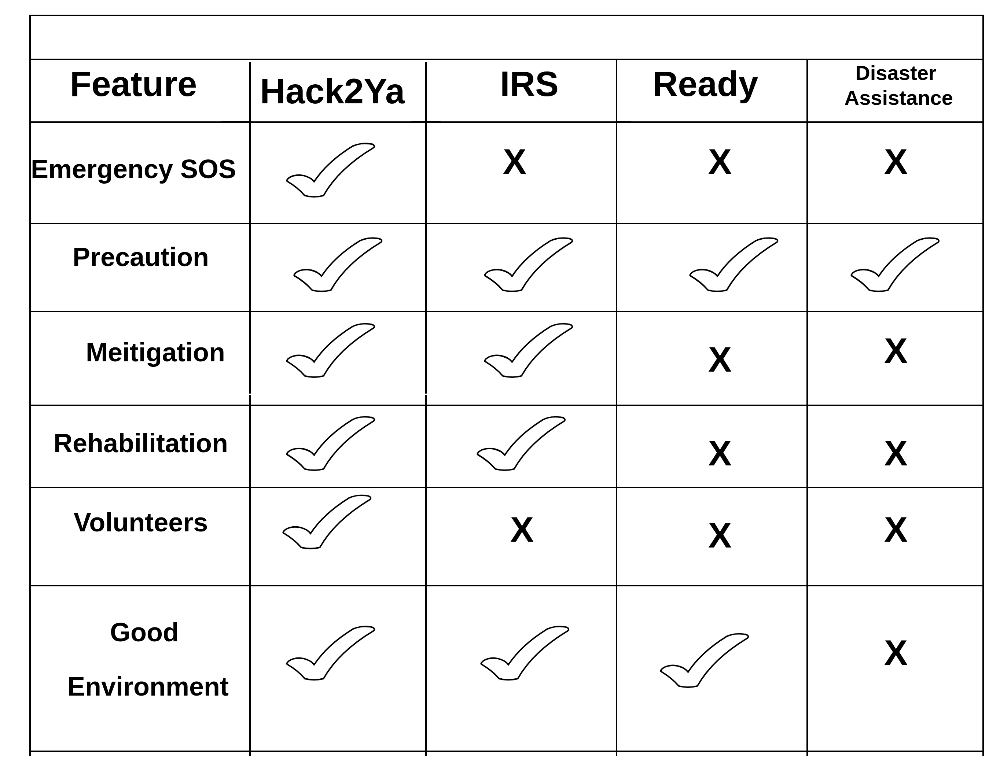 Feature Hack2Ya IRS Ready Disaster
Assistance
Emergency SOS X X X
Precaution
Meitigation X X
Rehabilitation X X
Volunteers X X X
Good
Environment X